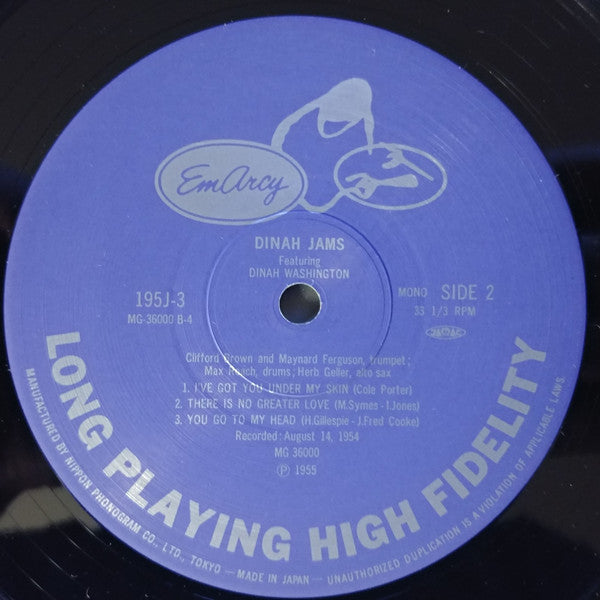 EmArcy
DINAH JAMS
Featuring
DINAH WASHINGTON
195J-3
MG-36000 B-4
MONO SIDE 2
33 1/3 RPM
Clifford Brown and Maynard Ferguson, trumpet;
Max Roach, drums; Herb Geller, alto sax
1. I'VE GOT YOU UNDER MY SKIN (Cole Porter)
2. THERE IS NO GREATER LOVE (M.Symes-I.Jones)
3. YOU GO TO MY HEAD (H.Gillespie-J.Fred Cooke)
Recorded: August 14, 1954
MG 36000
Ⓟ 1955
LONG PLAYING HIGH FIDELITY
MANUFACTURED BY NIPPON PHONOGRAM CO., LTD., TOKYO — MADE IN JAPAN — UNAUTHORIZED DUPLICATION IS A VIOLATION OF APPLICABLE LAWS.